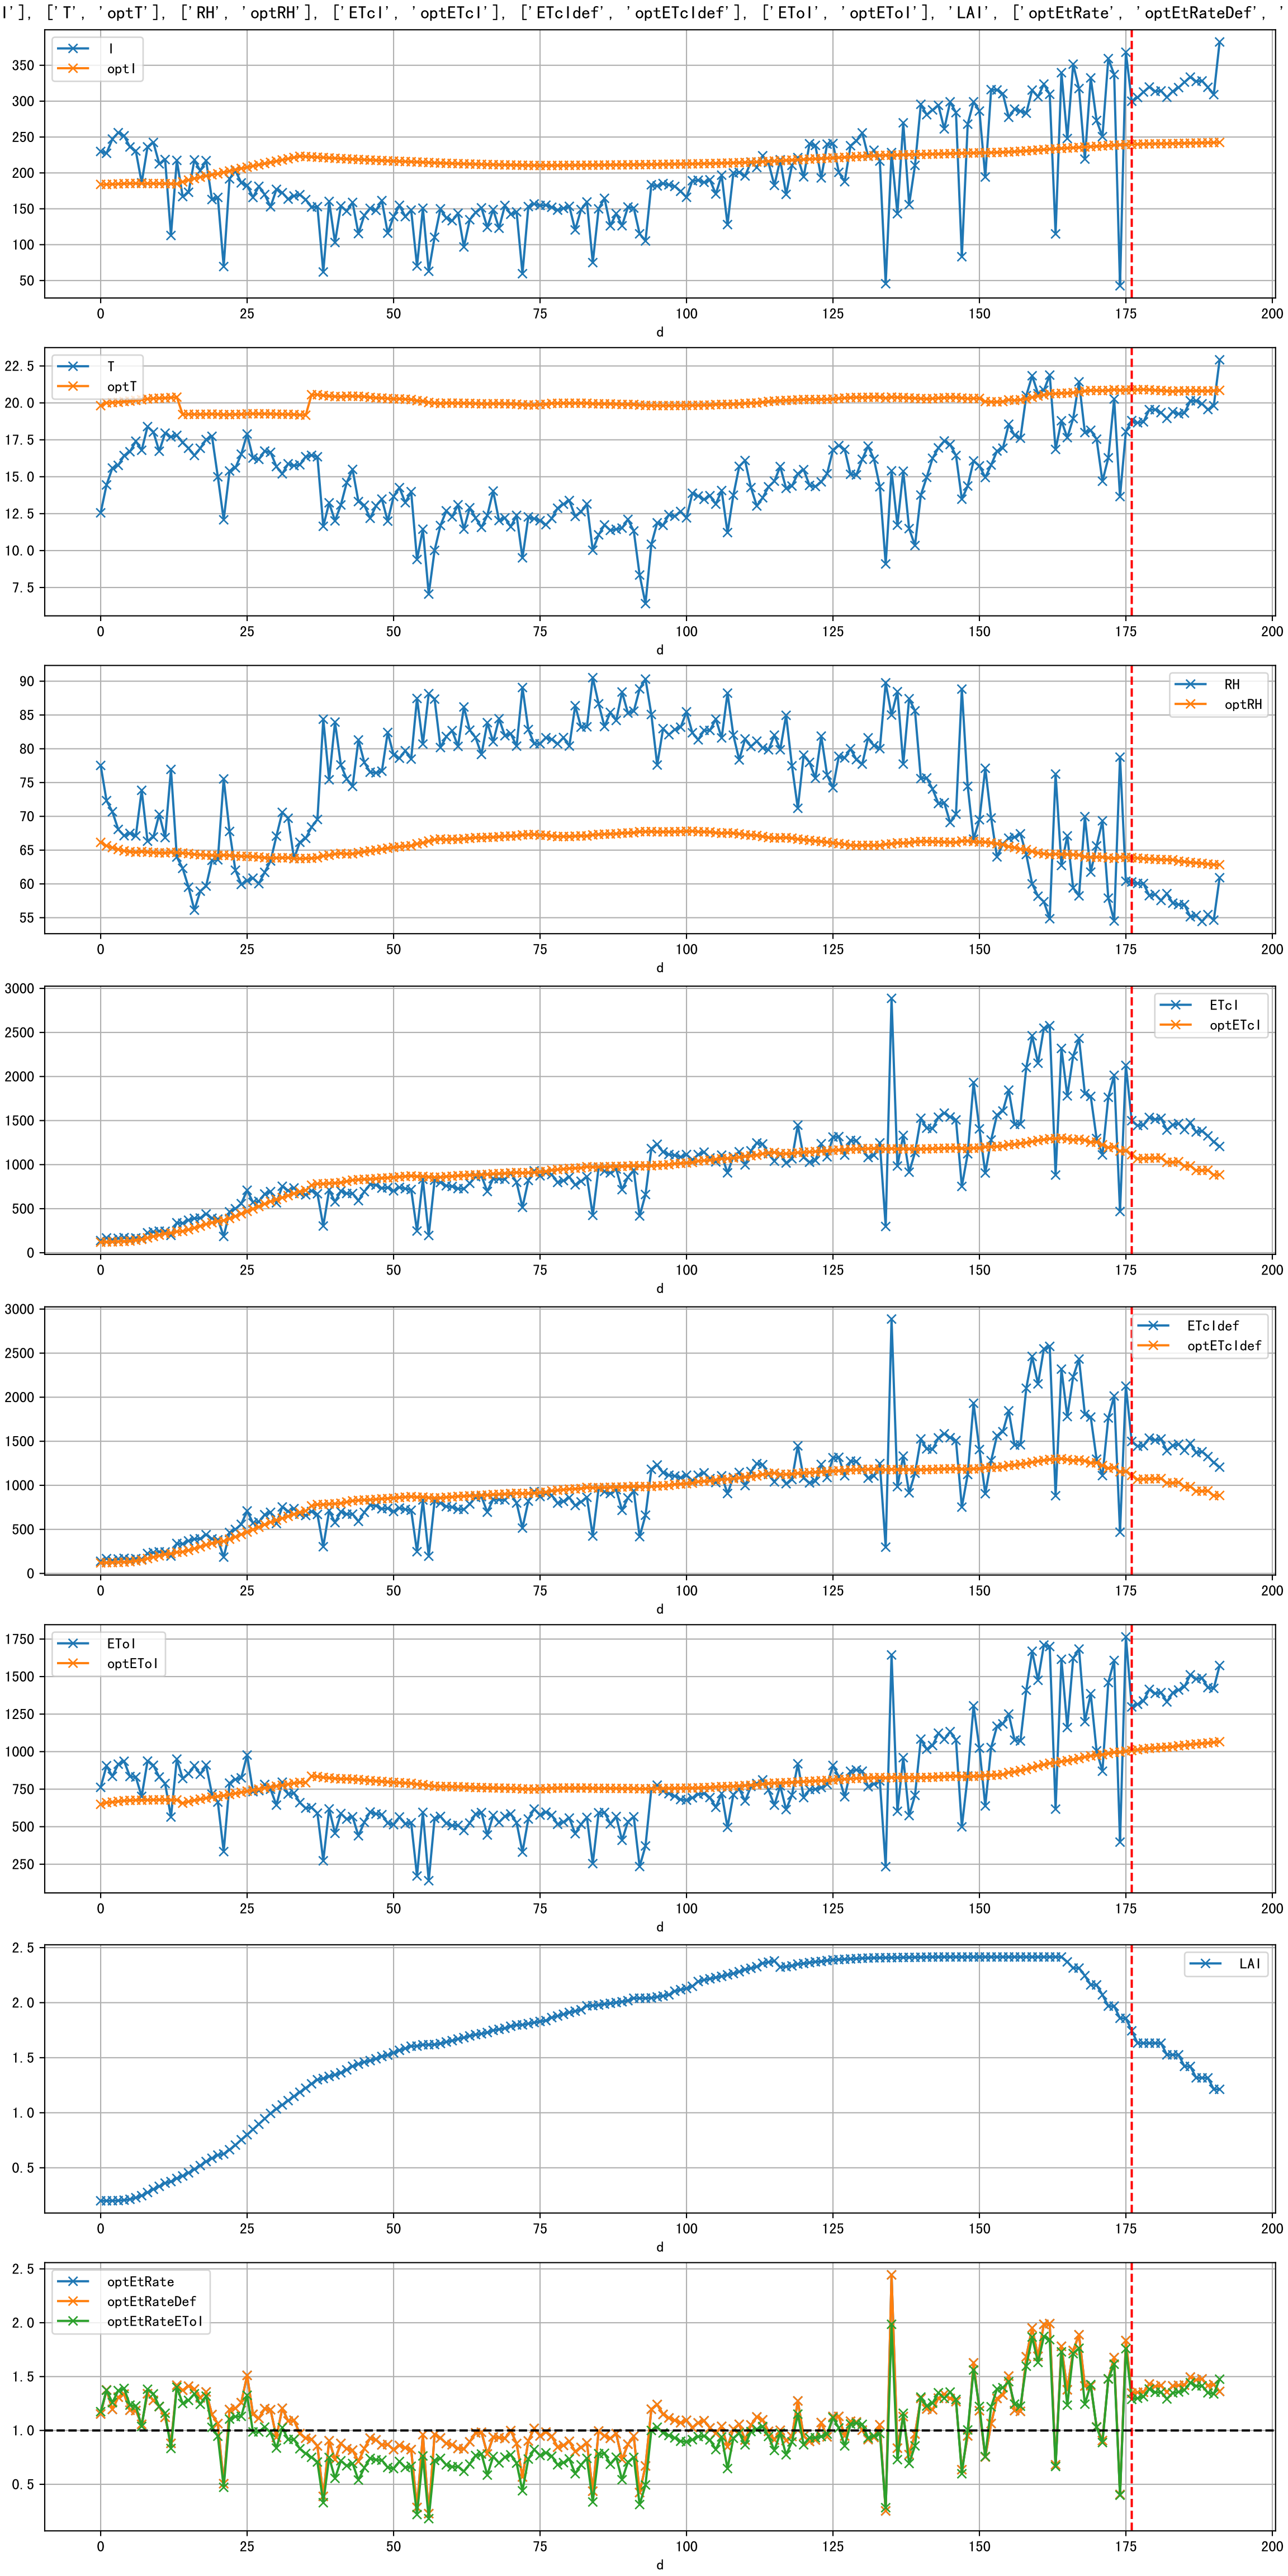 I'], ['T', 'optT'], ['RH', 'optRH'], ['ETcI', 'optETcI'], ['ETcIdef', 'optETcIdef'], ['EToI', 'optEToI'], 'LAI', ['optEtRate', 'optEtRateDef', '
I
optI
350
300
250
200
150
100
50
0 25 50 75 100 125 150 175 200
d
T
optT
22.5
20.0
17.5
15.0
12.5
10.0
7.5
0 25 50 75 100 125 150 175 200
d
RH
optRH
90
85
80
75
70
65
60
55
0 25 50 75 100 125 150 175 200
d
ETcI
optETcI
3000
2500
2000
1500
1000
500
0
0 25 50 75 100 125 150 175 200
d
ETcIdef
optETcIdef
3000
2500
2000
1500
1000
500
0
0 25 50 75 100 125 150 175 200
d
EToI
optEToI
1750
1500
1250
1000
750
500
250
0 25 50 75 100 125 150 175 200
d
LAI
2.5
2.0
1.5
1.0
0.5
0 25 50 75 100 125 150 175 200
d
optEtRate
optEtRateDef
optEtRateEToI
2.5
2.0
1.5
1.0
0.5
0 25 50 75 100 125 150 175 200
d